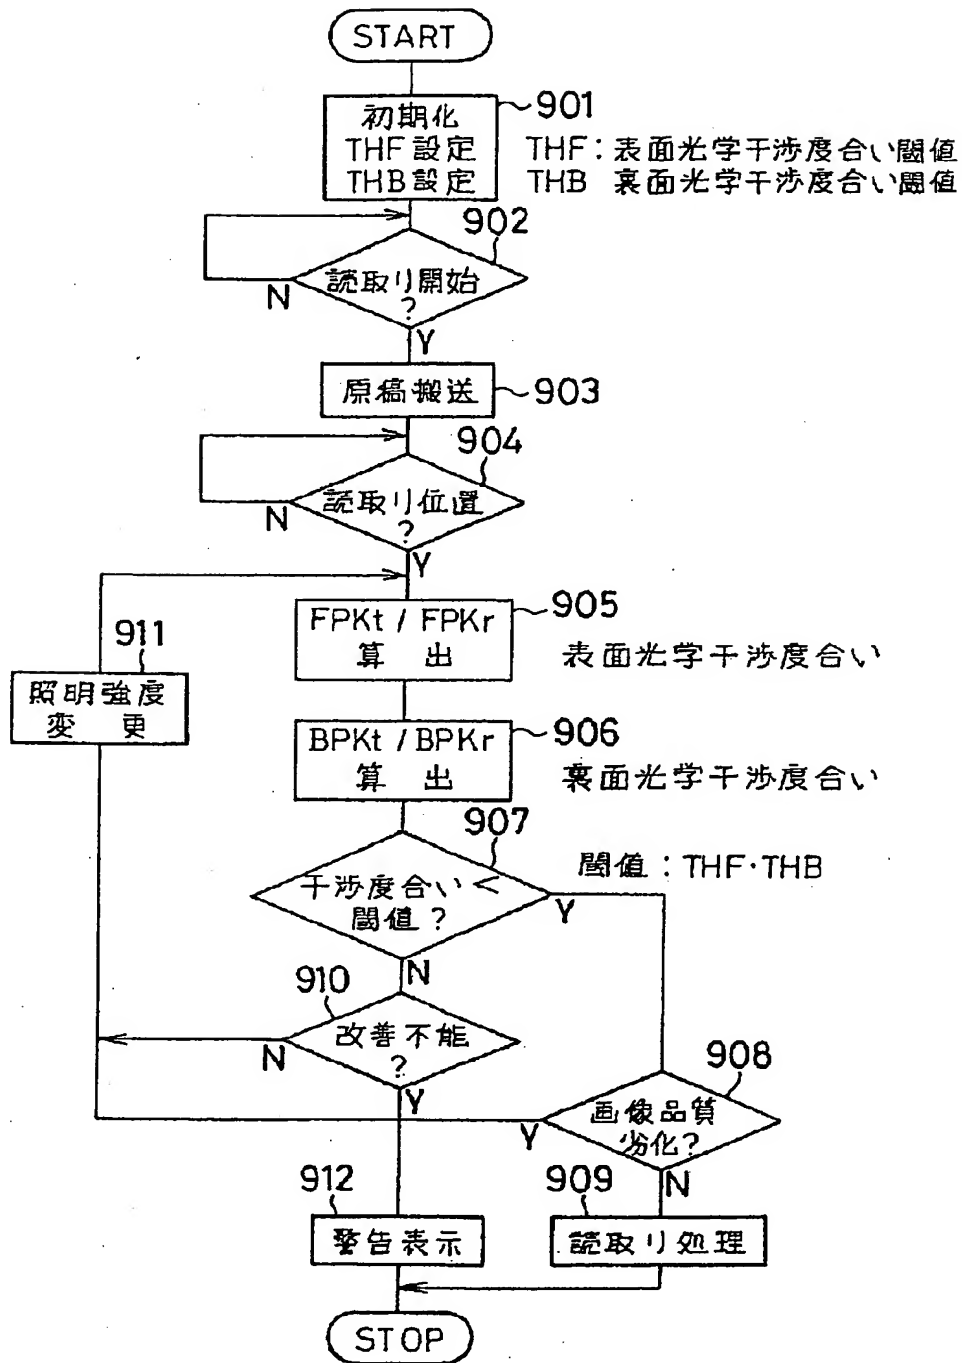 START
初期化
THF設定
THB設定
901
THF:表面光学干渉度合い閾値
THB 裏面光学干渉度合い閾値
902
読取り開始
?
N
Y
原稿搬送
903
904
読取り位置
?
N
Y
FPKt / FPKr
算 出
905
表面光学干渉度合い
911
照明強度
変 更
BPKt / BPKr
算 出
906
裏面光学干渉度合い
907
干渉度合い <
閾値?
閾値:THF・THB
Y
N
910
改善不能
?
N
Y
908
画像品質
劣化?
Y
N
912
警告表示
909
読取り処理
STOP